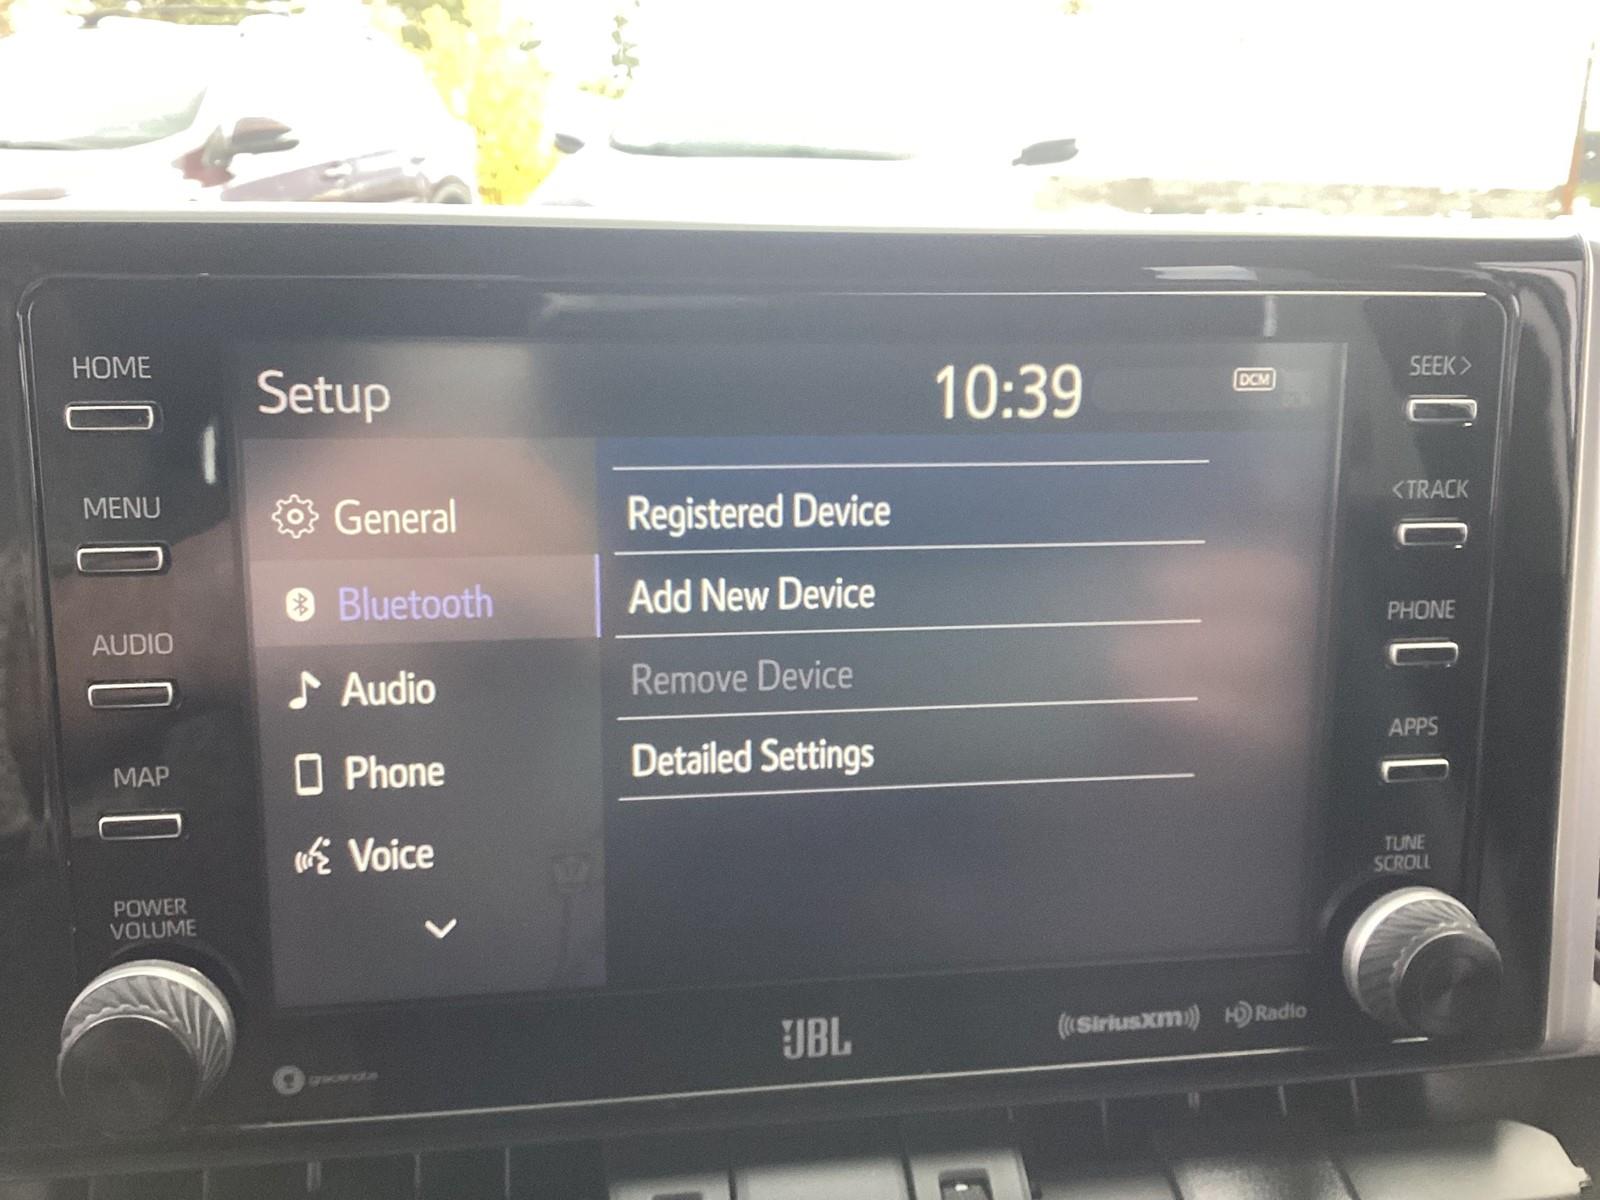 HOME
MENU
AUDIO
MAP
POWER
VOLUME
Setup
10:39
DCM
General
Bluetooth
Audio
Phone
Voice
Registered Device
Add New Device
Remove Device
Detailed Settings
SEEK >
< TRACK
PHONE
APPS
TUNE
SCROLL
gracenote
JBL
((SiriusXM))
HD Radio